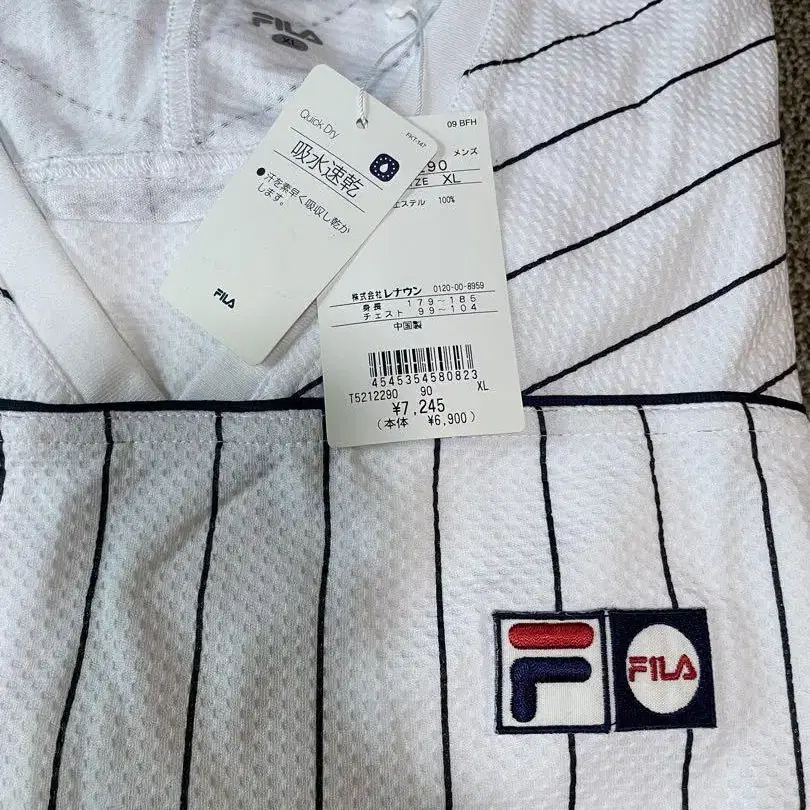 FILA
XL
Quick Dry
FKT-147
吸水速乾
●汗を素早く吸収し乾か
します。
FILA
09 BFH
メンズ
90
XL
エステル 100%
株式会社レナウン 0120-00-8959
身長 179-185
チェスト 99-104
中国製
4545354580823
T5212290 90 XL
¥7,245
(本体 ¥6,900)
FILA